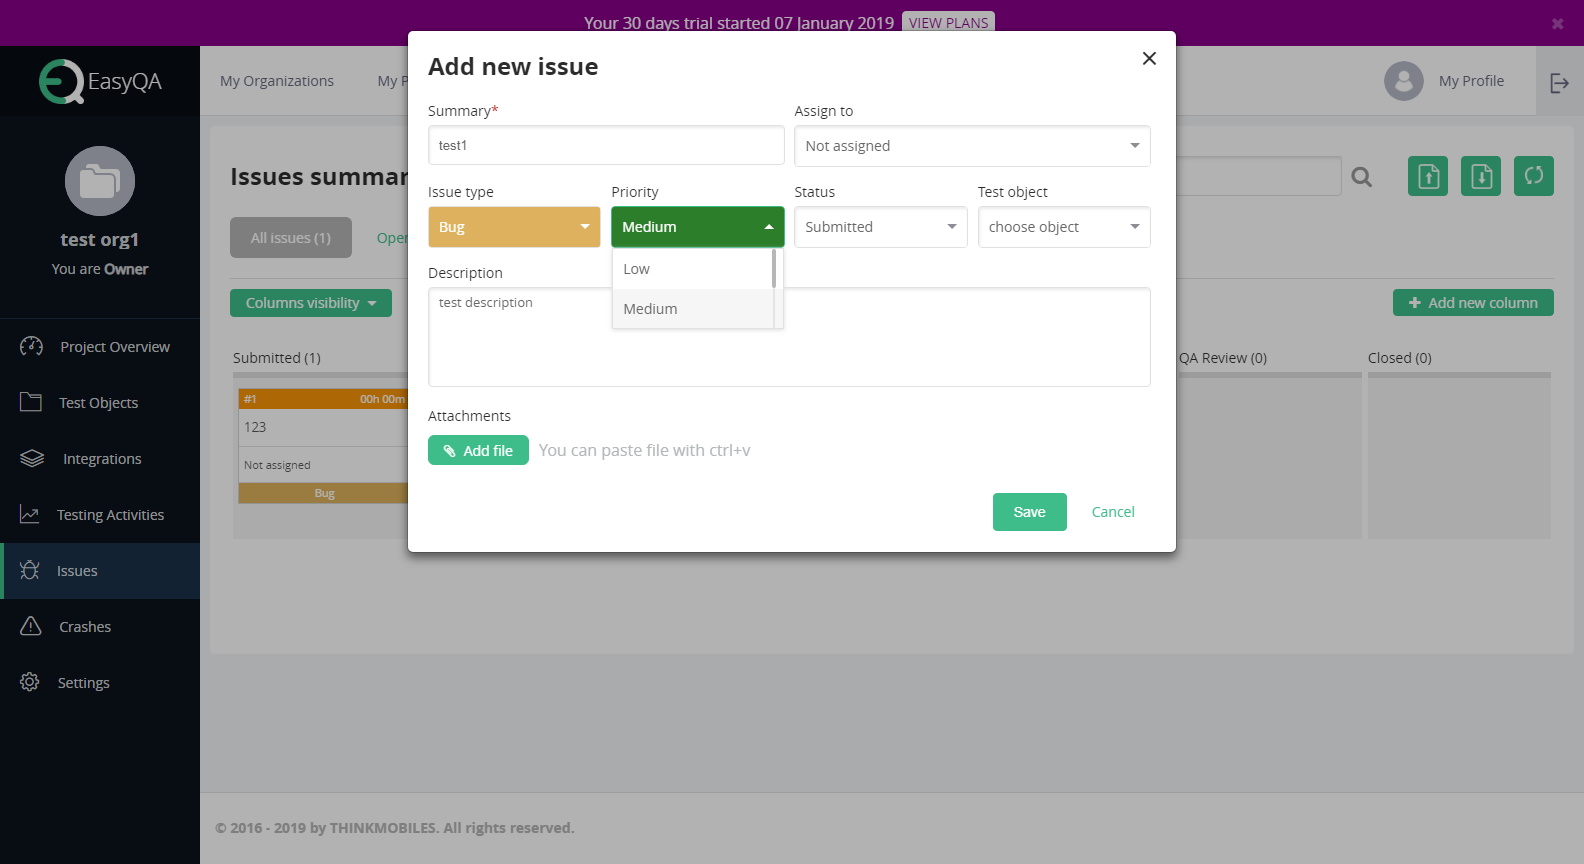 Your 30 days trial started 07 January 2019 VIEW PLANS
EasyQA
My Organizations
My P
My Profile
test org1
You are Owner
Project Overview
Test Objects
Integrations
Testing Activities
Issues
Crashes
Settings
Issues summar
All issues (1)
Oper
Columns visibility
Add new column
Submitted (1)
QA Review (0)
Closed (0)
#1 00h 00m
123
Not assigned
Bug
Add new issue
Summary*
Assign to
test1
Not assigned
Issue type
Priority
Status
Test object
Bug
Medium
Submitted
choose object
Low
Medium
Description
test description
Attachments
Add file
You can paste file with ctrl+v
Save
Cancel
© 2016 - 2019 by THINKMOBILES. All rights reserved.